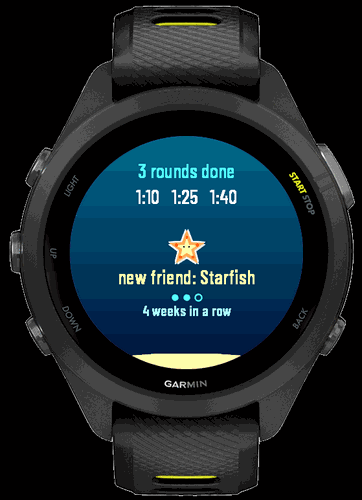 3 rounds done
1:10 1:25 1:40
new friend: Starfish
4 weeks in a row
LIGHT
START STOP
UP
DOWN
BACK
GARMIN